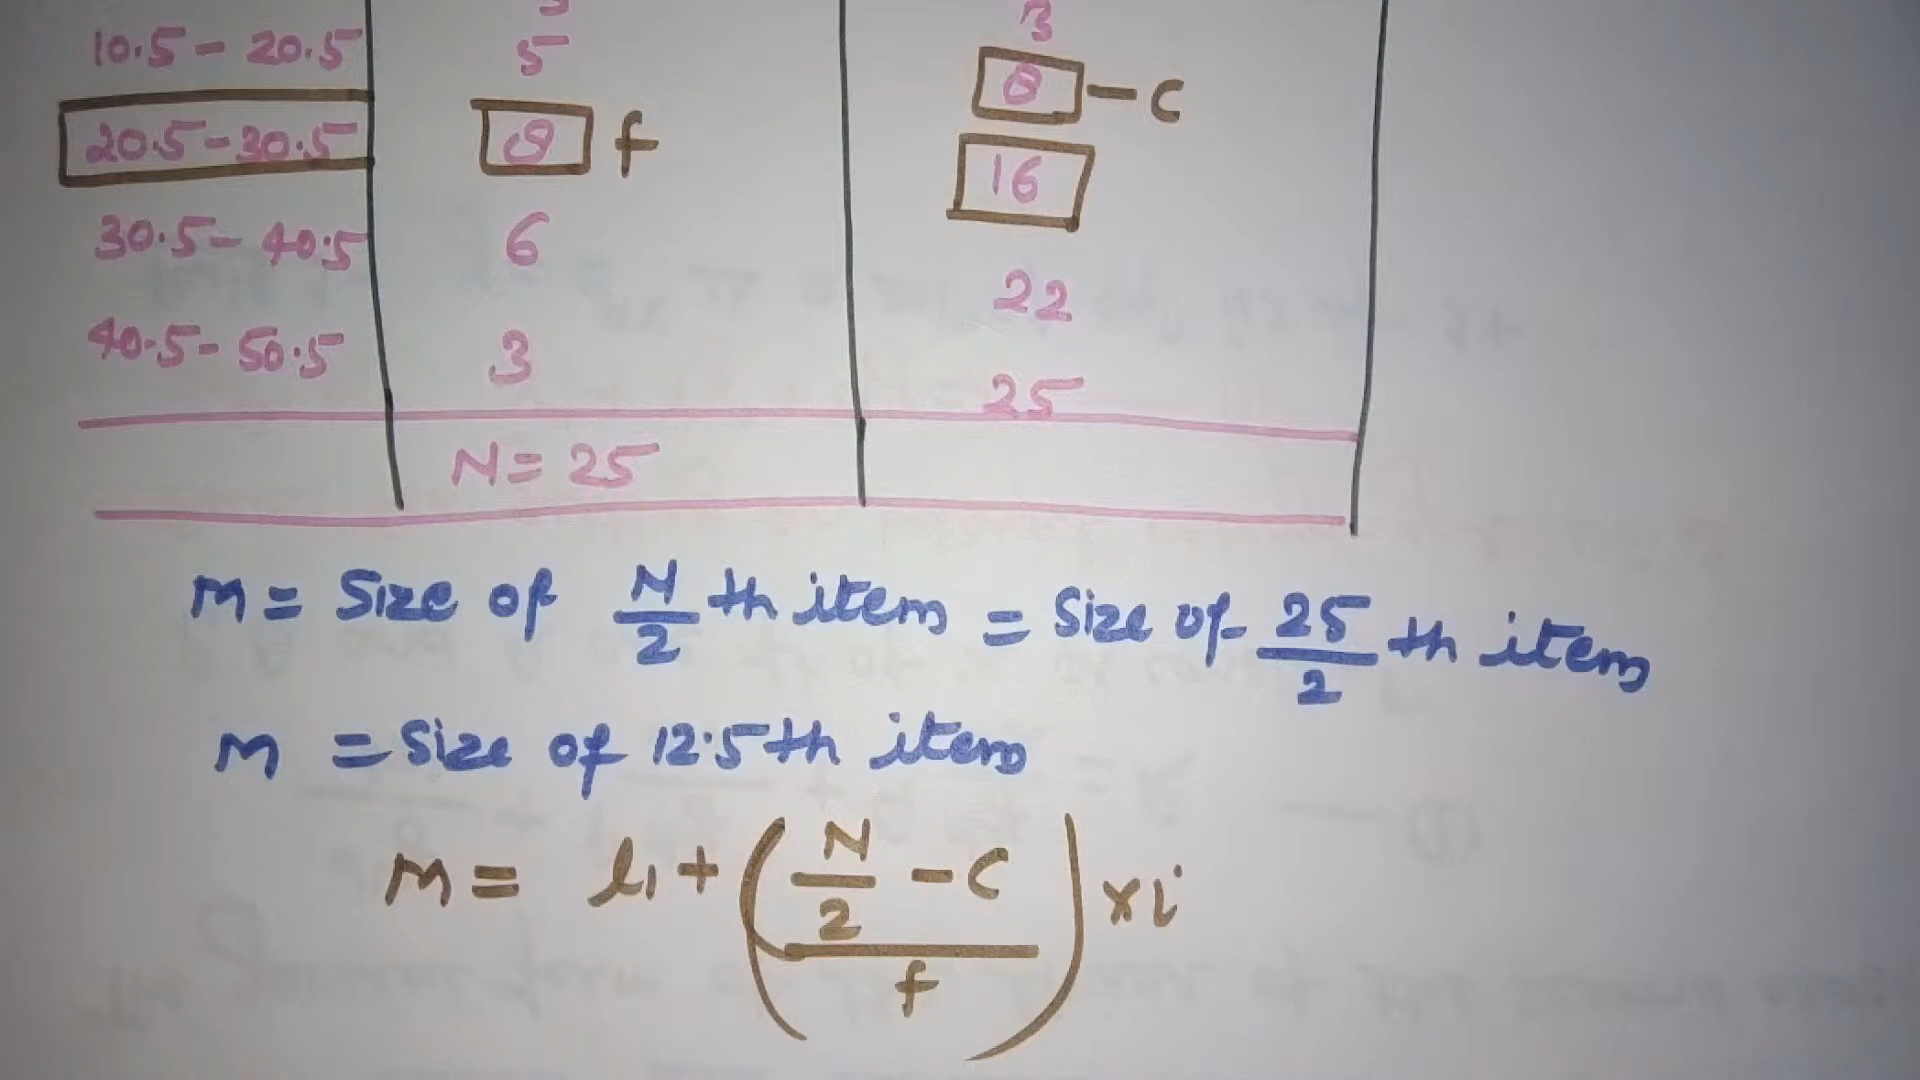 3 3
10.5 - 20.5 5 8 - C
20.5 - 30.5 8 f 16
30.5 - 40.5 6 22
40.5 - 50.5 3 25
N = 25
M = Size of N/2 th item = Size of 25/2 th item
M = Size of 12.5th item
M = l1 + (N/2 - C / f) x i